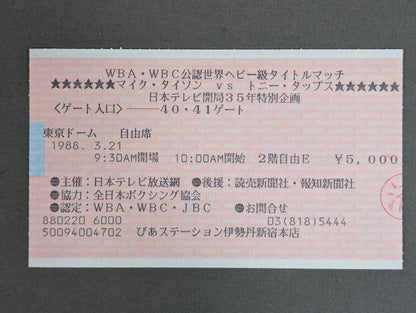 WBA・WBC公認世界ヘビー級タイトルマッチ
★★★★★★マイク・タイソン vs トニー・タッブス★★★★★★
日本テレビ開局35年特別企画
<ゲート入口>――40・41ゲート
東京ドーム 自由席
1988. 3.21
9:30AM開場 10:00AM開始 2階自由E ¥5,000
●主催：日本テレビ放送網 ●後援：読売新聞社・報知新聞社
●協力：全日本ボクシング協会
●認定：WBA・WBC・JBC ●お問合せ
880220 6000 03(818)5444
50094004702 ぴあステーション伊勢丹新宿本店